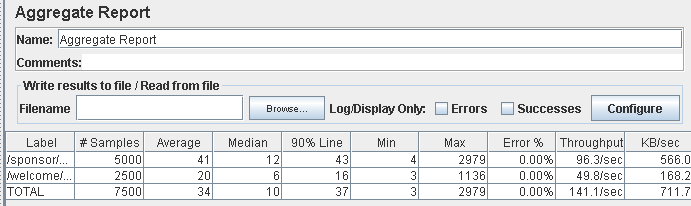 Aggregate Report
Name: Aggregate Report
Comments:
Write results to file / Read from file
Filename Browse... Log/Display Only: Errors Successes Configure
Label # Samples Average Median 90% Line Min Max Error % Throughput KB/sec
/sponsor/... 5000 41 12 43 4 2979 0.00% 96.3/sec 566.0
/welcome/... 2500 20 6 16 3 1136 0.00% 49.8/sec 168.2
TOTAL 7500 34 10 37 3 2979 0.00% 141.1/sec 711.7